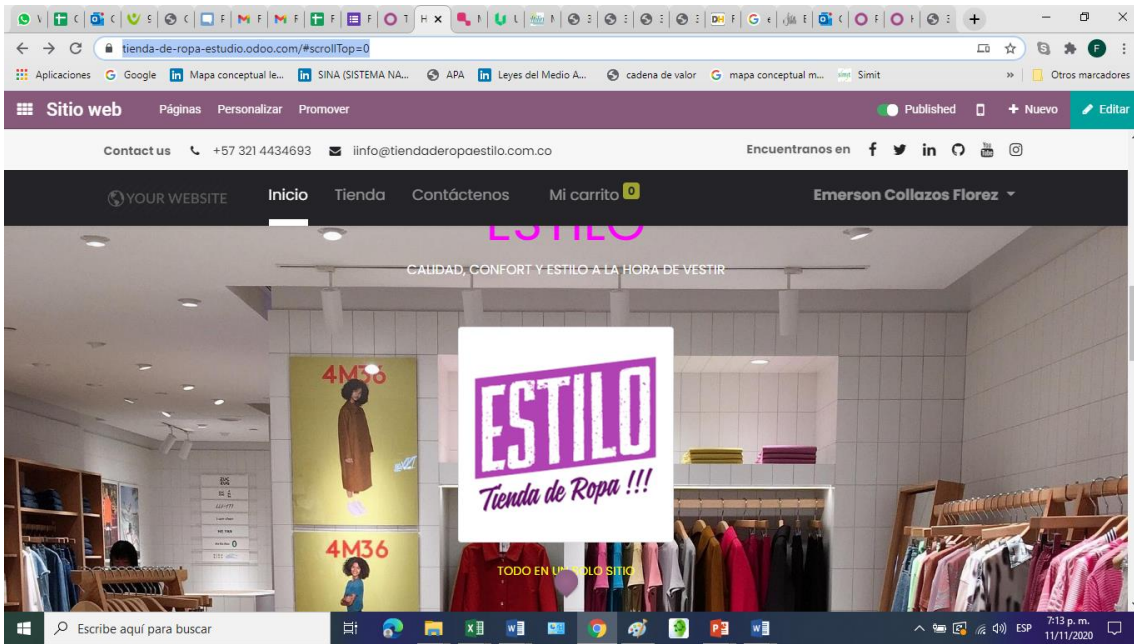 tienda-de-ropa-estudio.odoo.com/#scrollTop=0
Aplicaciones Google Mapa conceptual le... SINA (SISTEMA NA... APA Leyes del Medio A... cadena de valor mapa conceptual m... Simit » Otros marcadores
Sitio web Páginas Personalizar Promover Published + Nuevo Editar
Contact us +57 321 4434693 iinfo@tiendaderopaestilo.com.co Encuentranos en
YOUR WEBSITE Inicio Tienda Contáctenos Mi carrito 0 Emerson Collazos Florez
ESTILO
CALIDAD, CONFORT Y ESTILO A LA HORA DE VESTIR
4M36
ESTILO
Tienda de Ropa !!!
4M36
TODO EN UN SOLO SITIO
Escribe aquí para buscar ESP 7:13 p. m.
11/11/2020